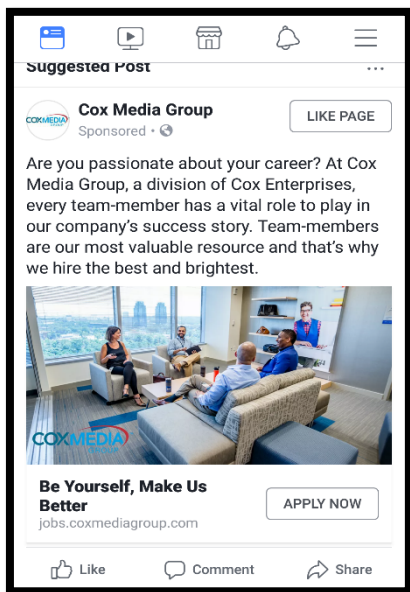 Suggested Post
Cox Media Group
Sponsored
LIKE PAGE
COXMEDIA
GROUP
Are you passionate about your career? At Cox
Media Group, a division of Cox Enterprises,
every team-member has a vital role to play in
our company’s success story. Team-members
are our most valuable resource and that’s why
we hire the best and brightest.
COXMEDIA
GROUP
Be Yourself, Make Us
Better
jobs.coxmediagroup.com
APPLY NOW
Like
Comment
Share